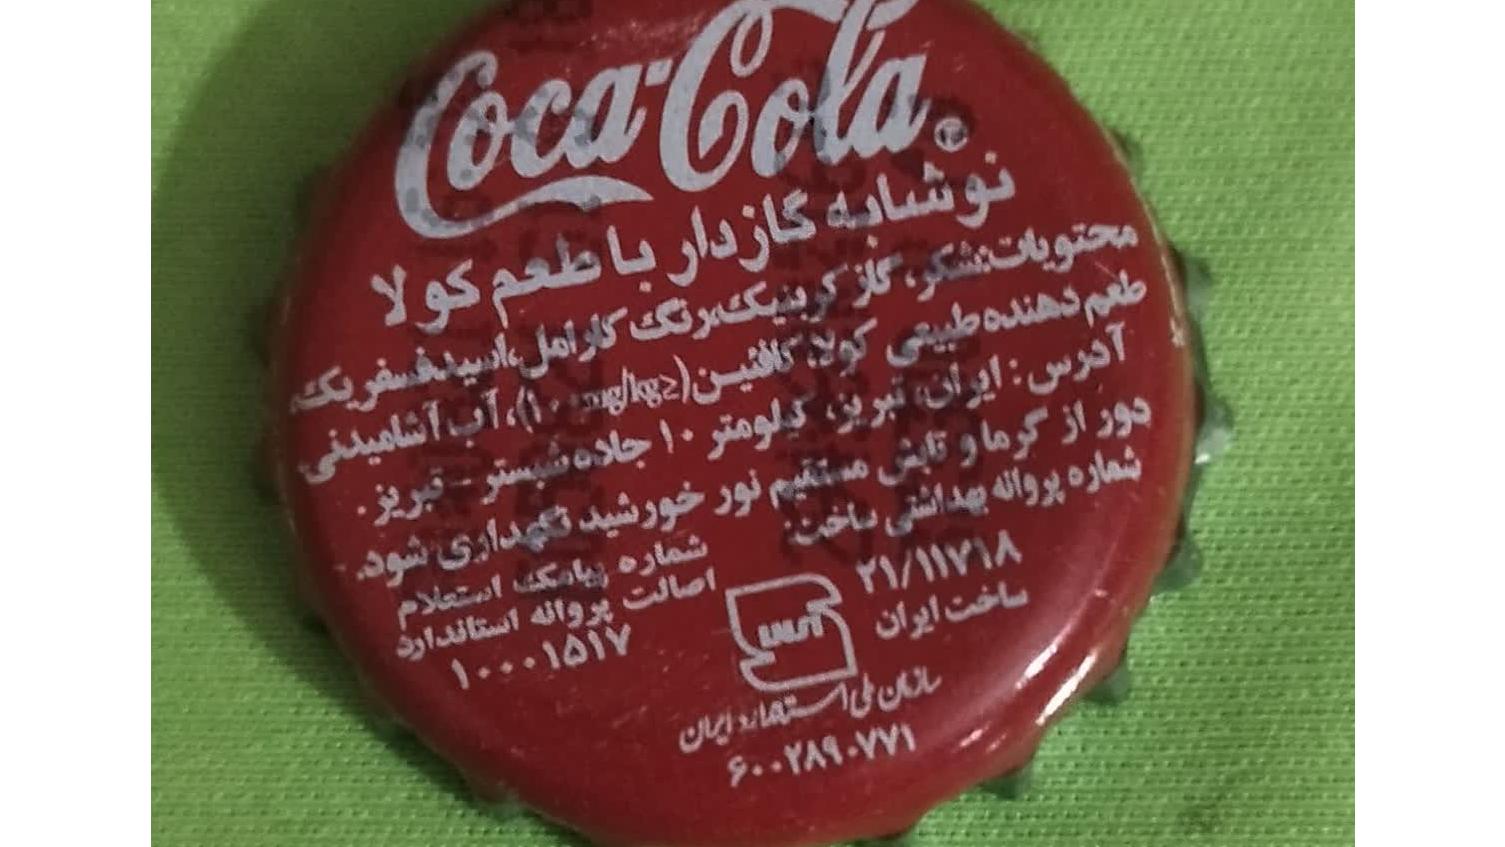 Coca-Cola
نوشابه گازدار با طعم کولا
محتویات:شکر، گاز کربنیک،رنگ کارامل،اسیدفسفریک،
طعم دهنده طبیعی کولا، کافئین(≤۱۰۰mg/kg)، آب آشامیدنی.
آدرس: ایران، تبریز، کیلومتر ۱۰ جاده شبستر - تبریز.
دور از گرما و تابش مستقیم نور خورشید نگهداری شود.
شماره پروانه بهداشتی ساخت:
۲۱/۱۱۷۱۸
ساخت ایران
شماره پیامک استعلام
اصالت پروانه استاندارد
۱۰۰۰۱۵۱۷
سازمان ملی استاندارد ایران
۶۰۰۲۸۹۰۷۷۱